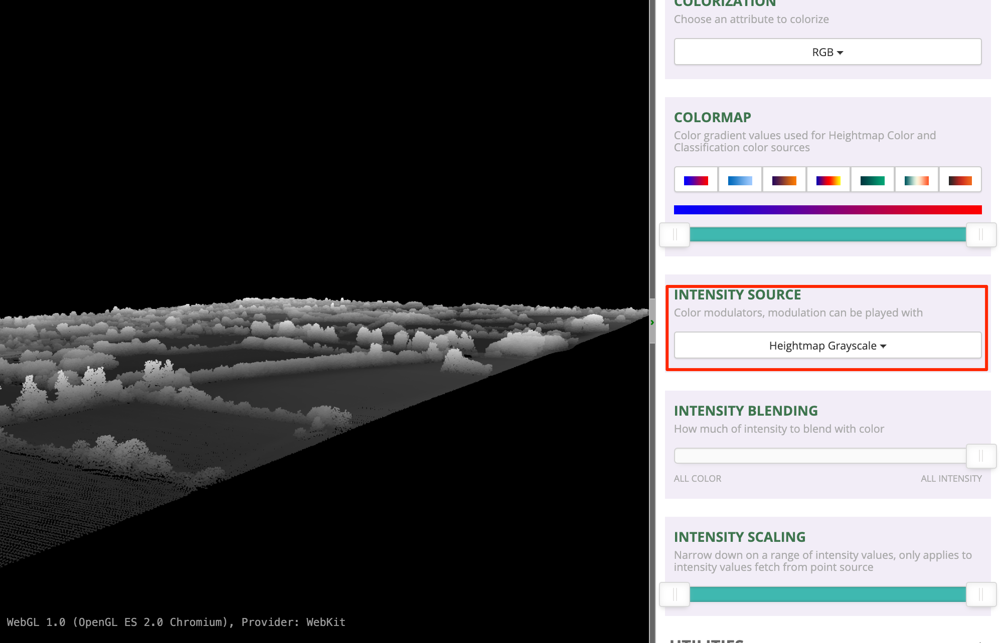 COLORIZATION
Choose an attribute to colorize
RGB
COLORMAP
Color gradient values used for Heightmap Color and
Classification color sources
INTENSITY SOURCE
Color modulators, modulation can be played with
Heightmap Grayscale
INTENSITY BLENDING
How much of intensity to blend with color
ALL COLOR
ALL INTENSITY
INTENSITY SCALING
Narrow down on a range of intensity values, only applies to
intensity values fetch from point source
UTILITIES
WebGL 1.0 (OpenGL ES 2.0 Chromium), Provider: WebKit